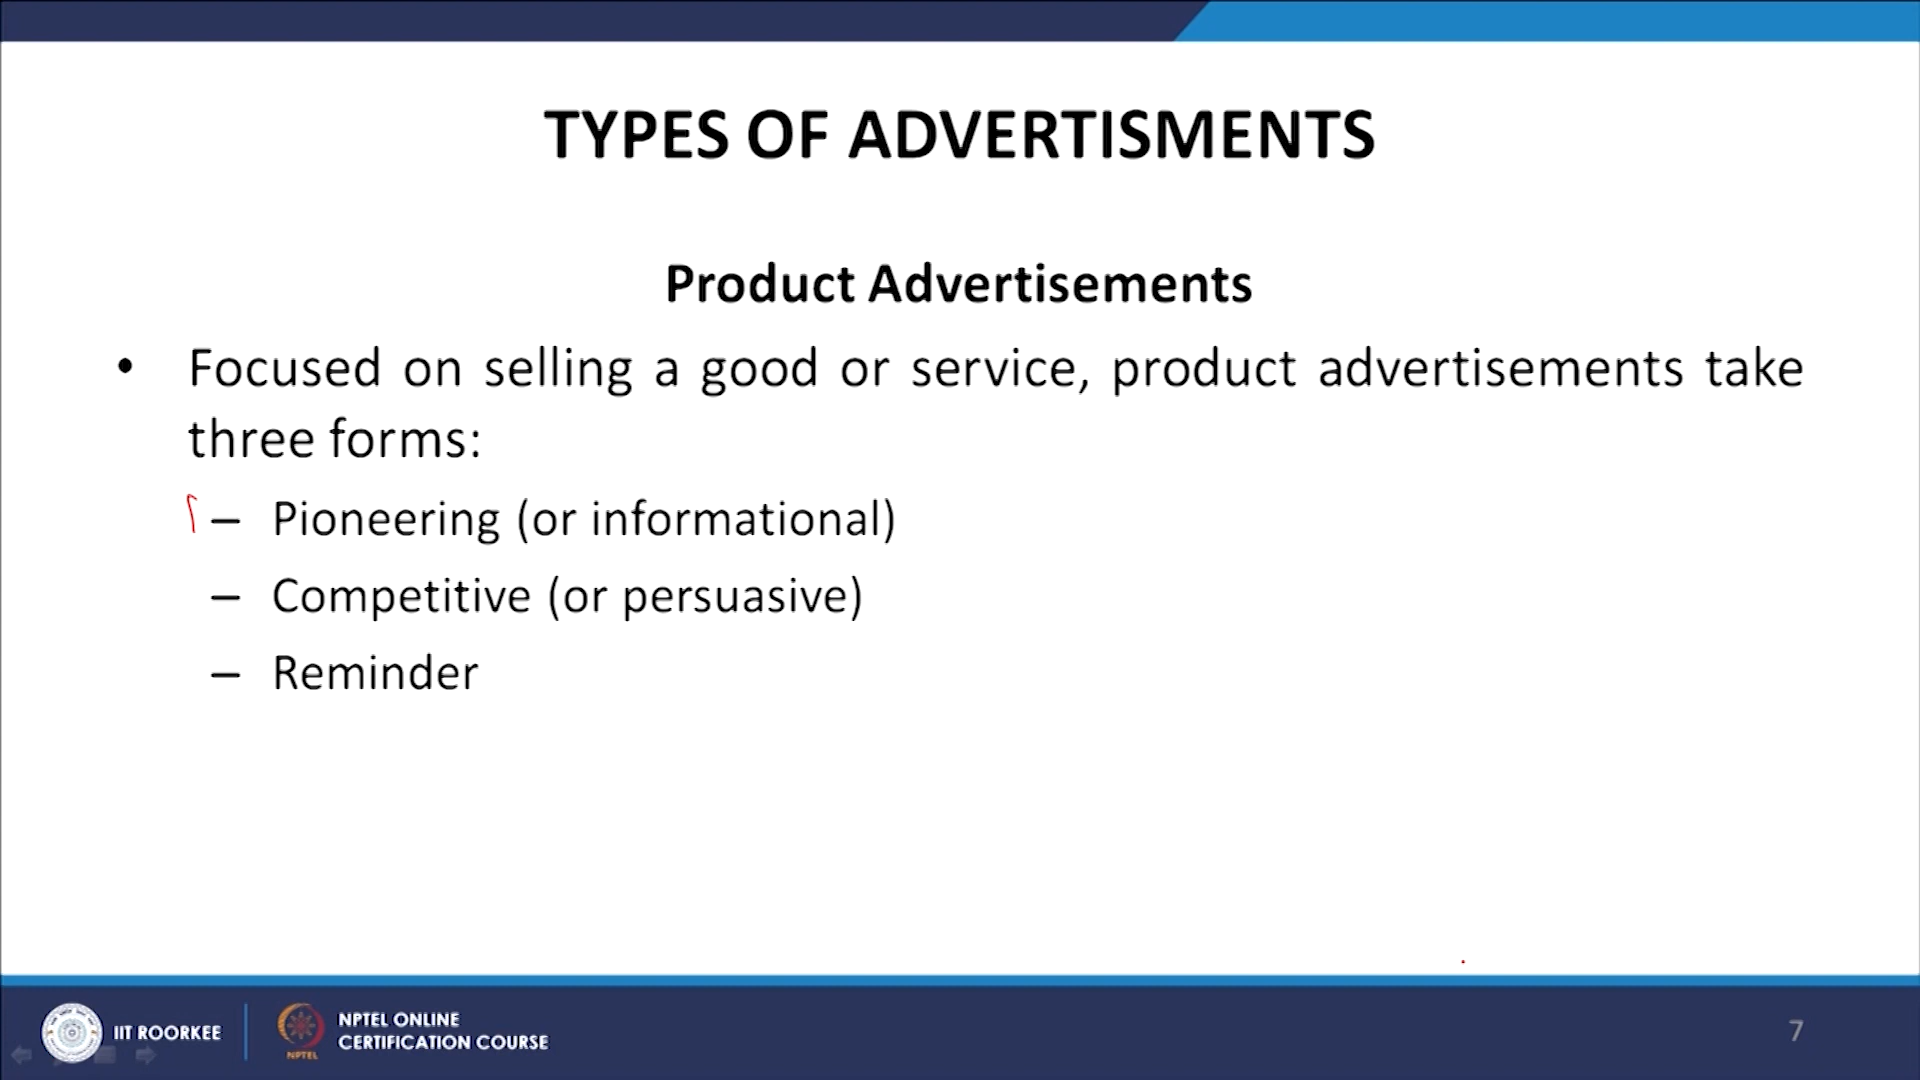 TYPES OF ADVERTISMENTS
Product Advertisements
• Focused on selling a good or service, product advertisements take
three forms:
– Pioneering (or informational)
– Competitive (or persuasive)
– Reminder
IIT ROORKEE
NPTEL ONLINE
CERTIFICATION COURSE
NPTEL
7